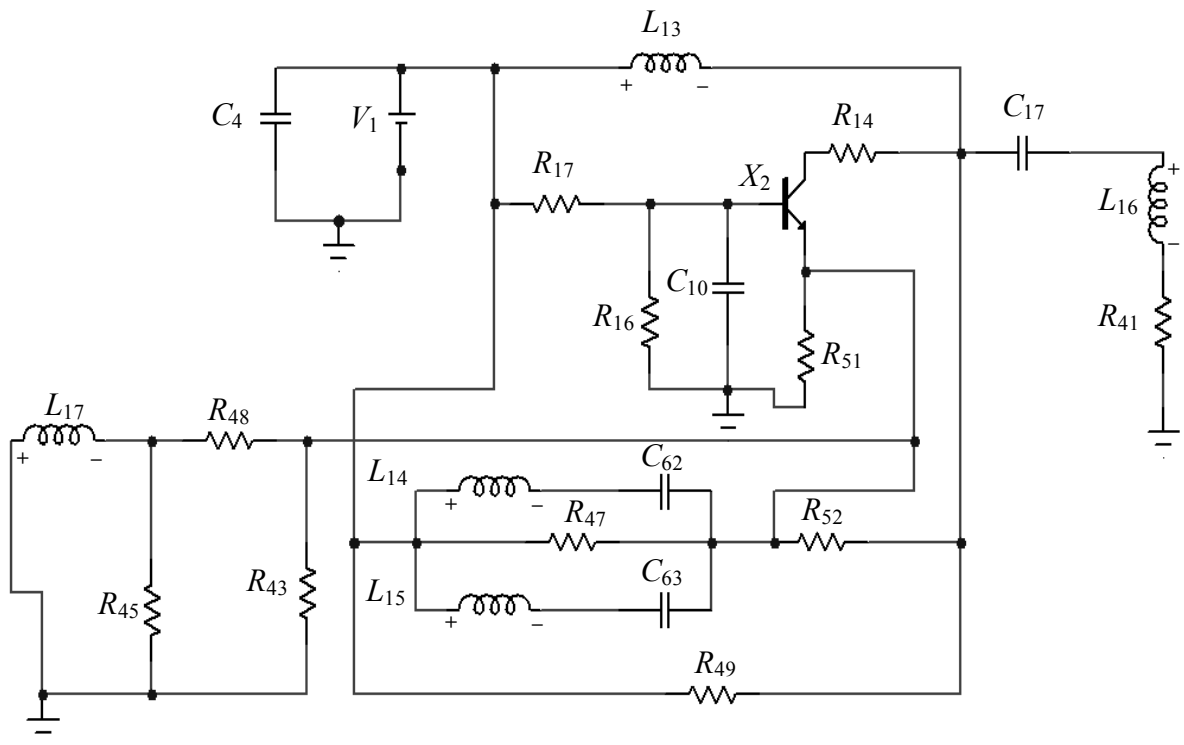 L13
C4
V1
R14
C17
R17
X2
L16
C10
R16
R51
R41
L17
R48
L14
C62
R47
R52
R45
R43
L15
C63
R49
+ −
+
−
+ −
+ −
+ −